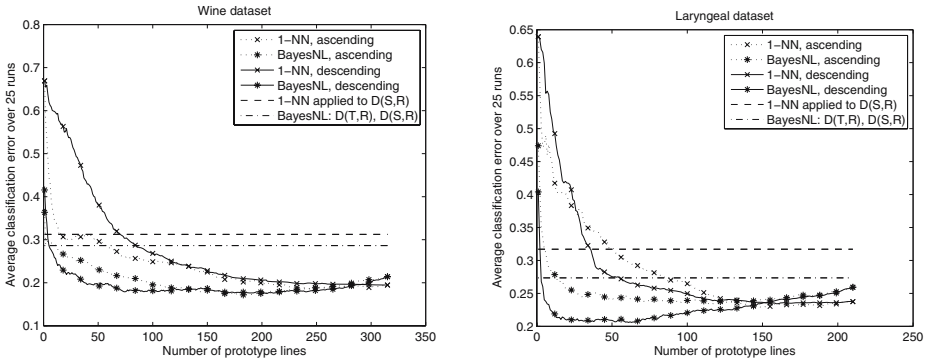 Wine dataset
0.8
0.7
0.6
0.5
0.4
0.3
0.2
0.1
0
50
100
150
200
250
300
350
Average classification error over 25 runs
Number of prototype lines
1−NN, ascending
BayesNL, ascending
1−NN, descending
BayesNL, descending
1−NN applied to D(S,R)
BayesNL: D(T,R), D(S,R)
Laryngeal dataset
0.65
0.6
0.55
0.5
0.45
0.4
0.35
0.3
0.25
0.2
0
50
100
150
200
250
Average classification error over 25 runs
Number of prototype lines
1−NN, ascending
BayesNL, ascending
1−NN, descending
BayesNL, descending
1−NN applied to D(S,R)
BayesNL: D(T,R), D(S,R)